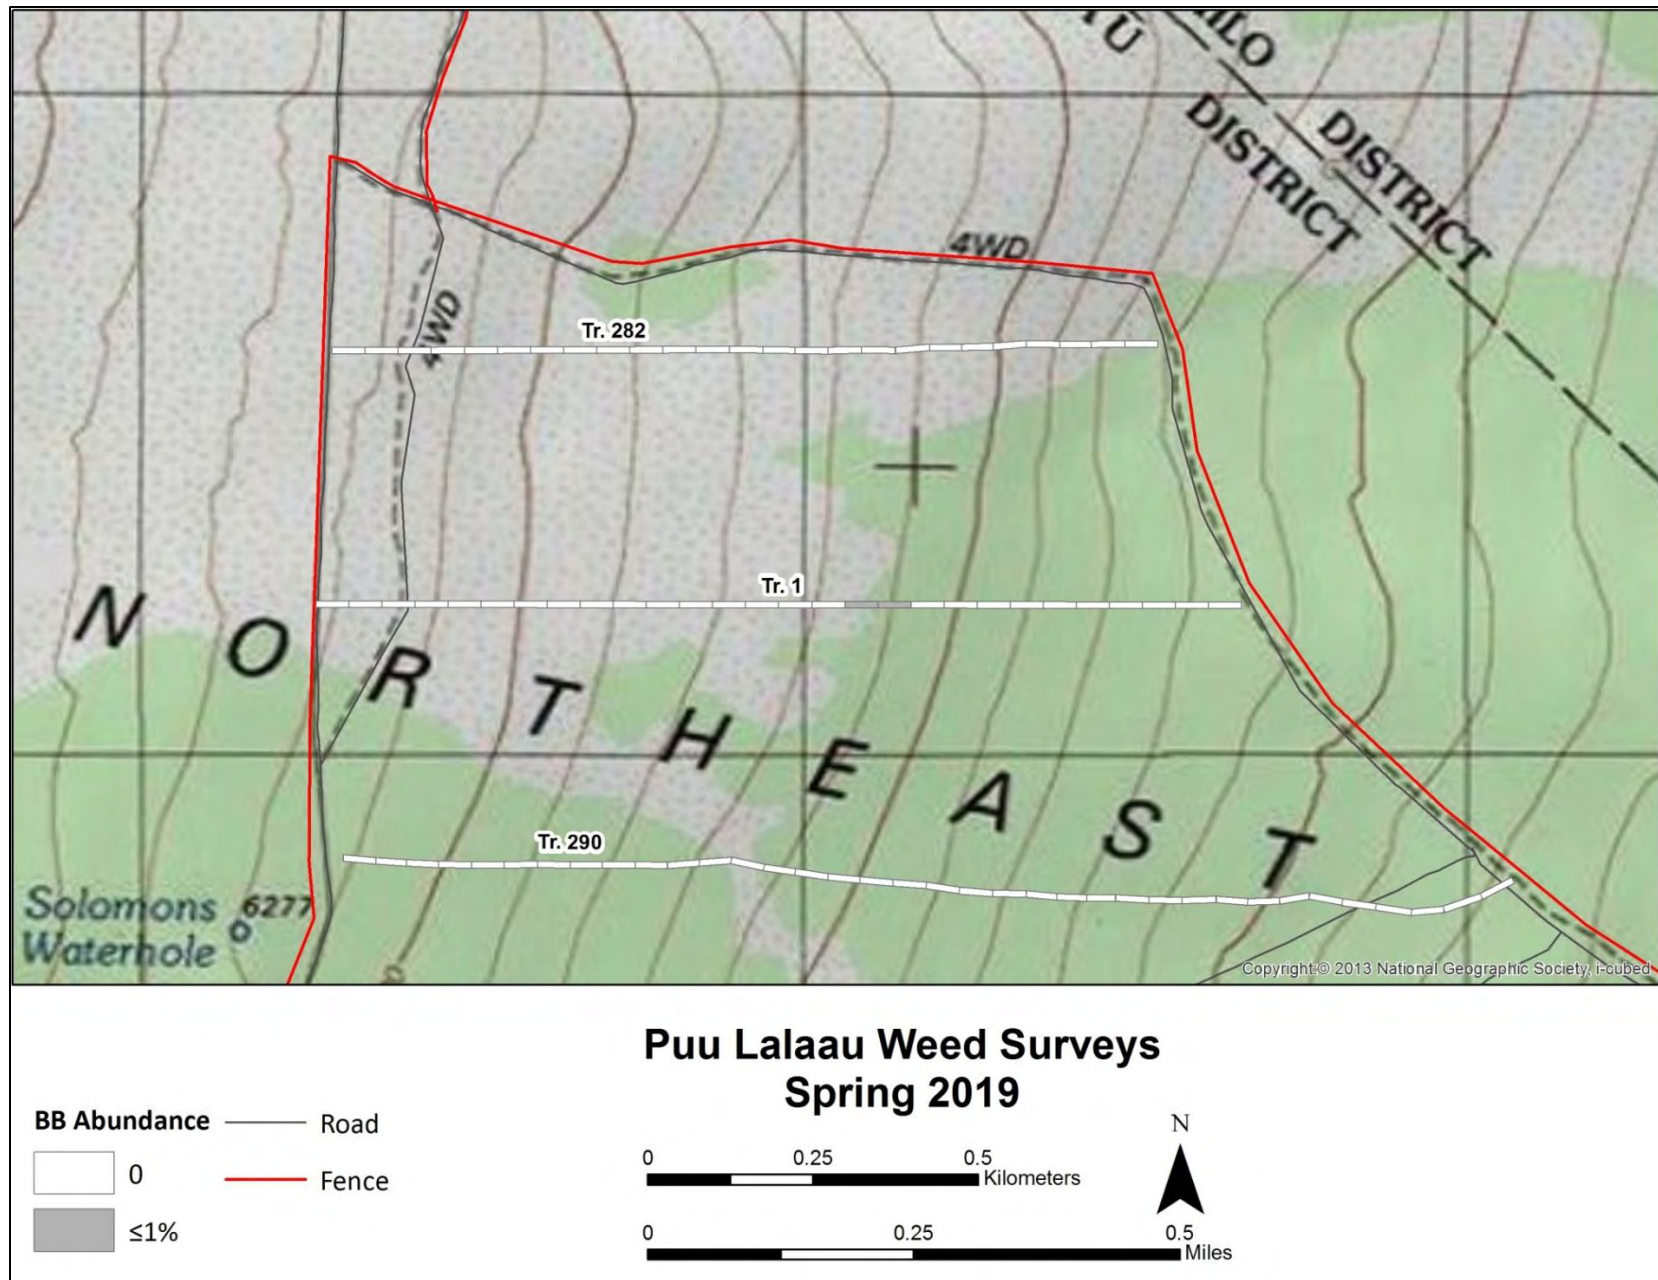 ILO
U
DISTRICT
DISTRICT
4WD
4WD
Tr. 282
Tr. 1
NORTHEAST
Tr. 290
Solomons 6277
Waterhole
Copyright:© 2013 National Geographic Society, i-cubed
Puu Lalaau Weed Surveys
Spring 2019
BB Abundance
0
≤1%
Road
Fence
N
0 0.25 0.5
Kilometers
0 0.25 0.5
Miles